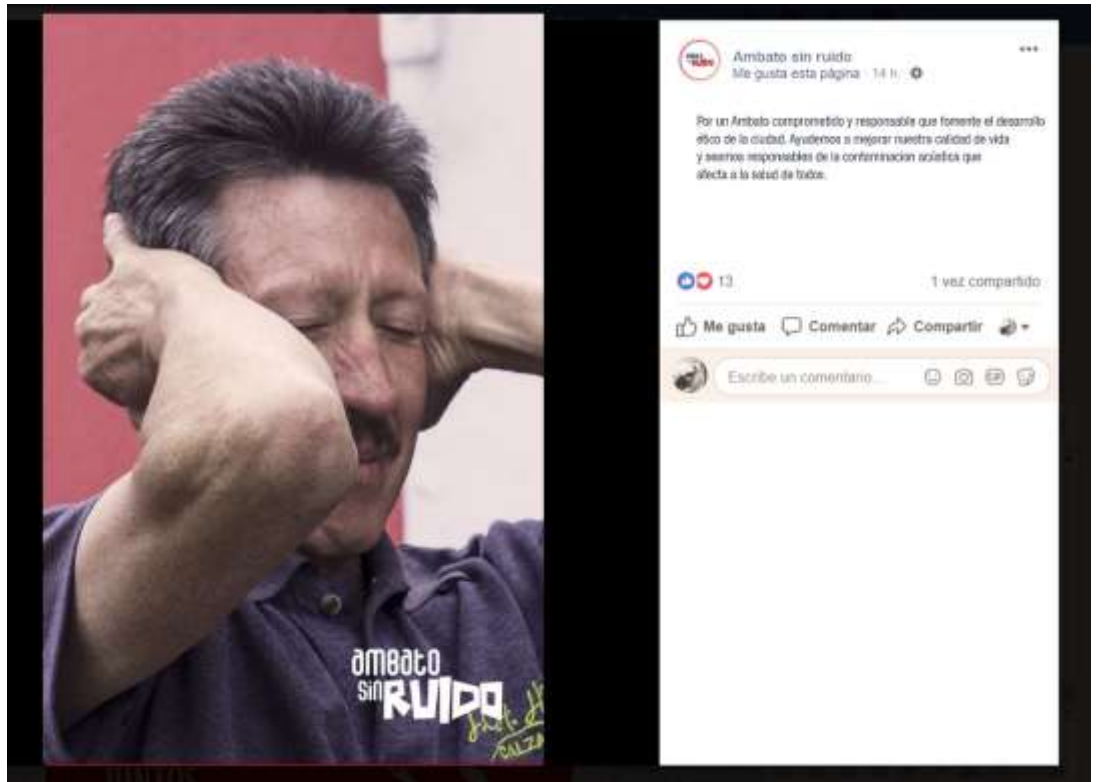 ambato
sin RUIDO
Ambato sin ruido
Me gusta esta página 14 h
Por un Ambato comprometido y responsable que fomente el desarrollo
ético de la ciudad. Ayudemos a mejorar nuestra calidad de vida
y seamos responsables de la contaminacion acústica que
afecta a la salud de todos.
13
1 vez compartido
Me gusta Comentar Compartir
Escribe un comentario...
GIF